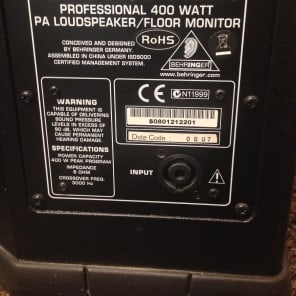 PROFESSIONAL 400 WATT
PA LOUDSPEAKER/FLOOR MONITOR
CONCEIVED AND DESIGNED
BY BEHRINGER GERMANY.
ASSEMBLED IN CHINA UNDER ISO9000
CERTIFIED MANAGEMENT SYSTEM.
RoHS
BEHRINGER
www.behringer.com
WARNING
THIS EQUIPMENT IS
CAPABLE OF DELIVERING
SOUND PRESSURE
LEVELS IN EXCESS OF
90 dB, WHICH MAY
CAUSE PERMANENT
HEARING DAMAGE.
SPECIFICATIONS
POWER CAPACITY
400 W PEAK PROGRAM
IMPEDANCE
8 OHM
CROSSOVER FREQ.
3000 Hz
CE N11999
S0601212201
Date Code: 0607
INPUT